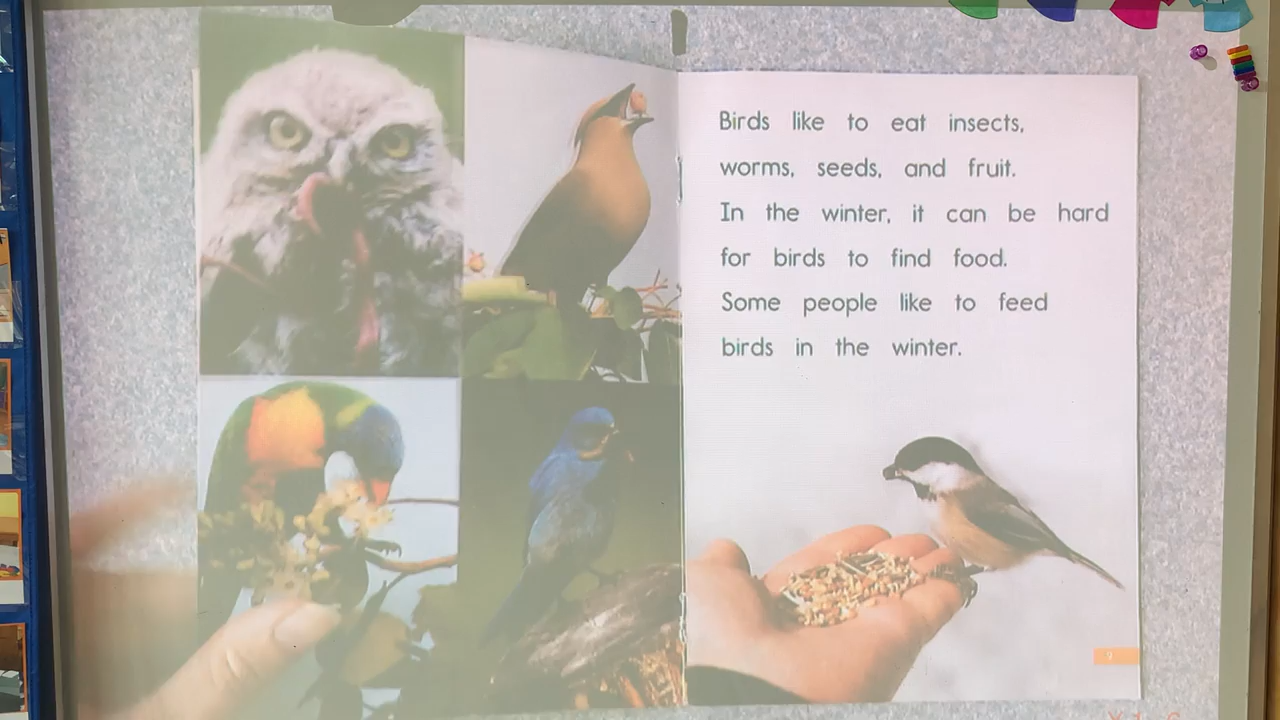 Birds like to eat insects,
worms, seeds, and fruit.
In the winter, it can be hard
for birds to find food.
Some people like to feed
birds in the winter.
9